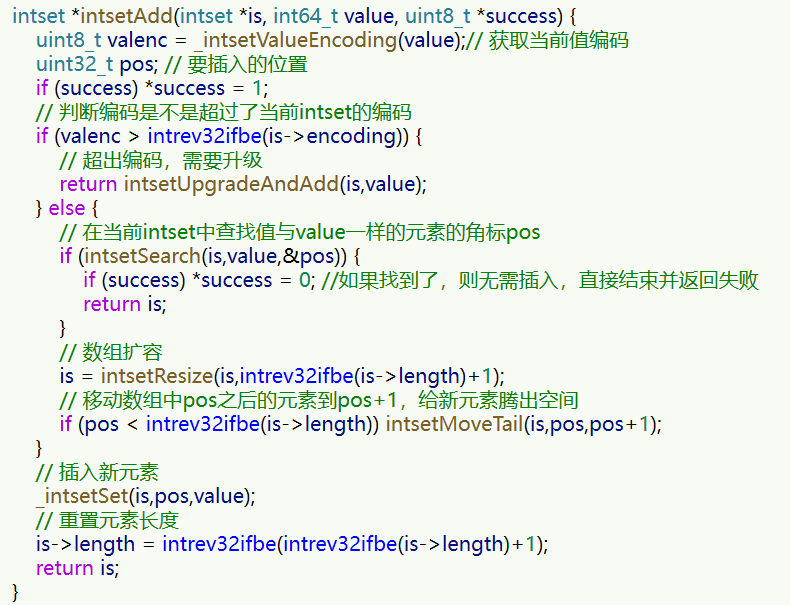 intset *intsetAdd(intset *is, int64_t value, uint8_t *success) {
uint8_t valenc = _intsetValueEncoding(value);// 获取当前值编码
uint32_t pos; // 要插入的位置
if (success) *success = 1;
// 判断编码是不是超过了当前intset的编码
if (valenc > intrev32ifbe(is->encoding)) {
// 超出编码，需要升级
return intsetUpgradeAndAdd(is,value);
} else {
// 在当前intset中查找值与value一样的元素的角标pos
if (intsetSearch(is,value,&pos)) {
if (success) *success = 0; //如果找到了，则无需插入，直接结束并返回失败
return is;
}
// 数组扩容
is = intsetResize(is,intrev32ifbe(is->length)+1);
// 移动数组中pos之后的元素到pos+1，给新元素腾出空间
if (pos < intrev32ifbe(is->length)) intsetMoveTail(is,pos,pos+1);
}
// 插入新元素
_intsetSet(is,pos,value);
// 重置元素长度
is->length = intrev32ifbe(intrev32ifbe(is->length)+1);
return is;
}